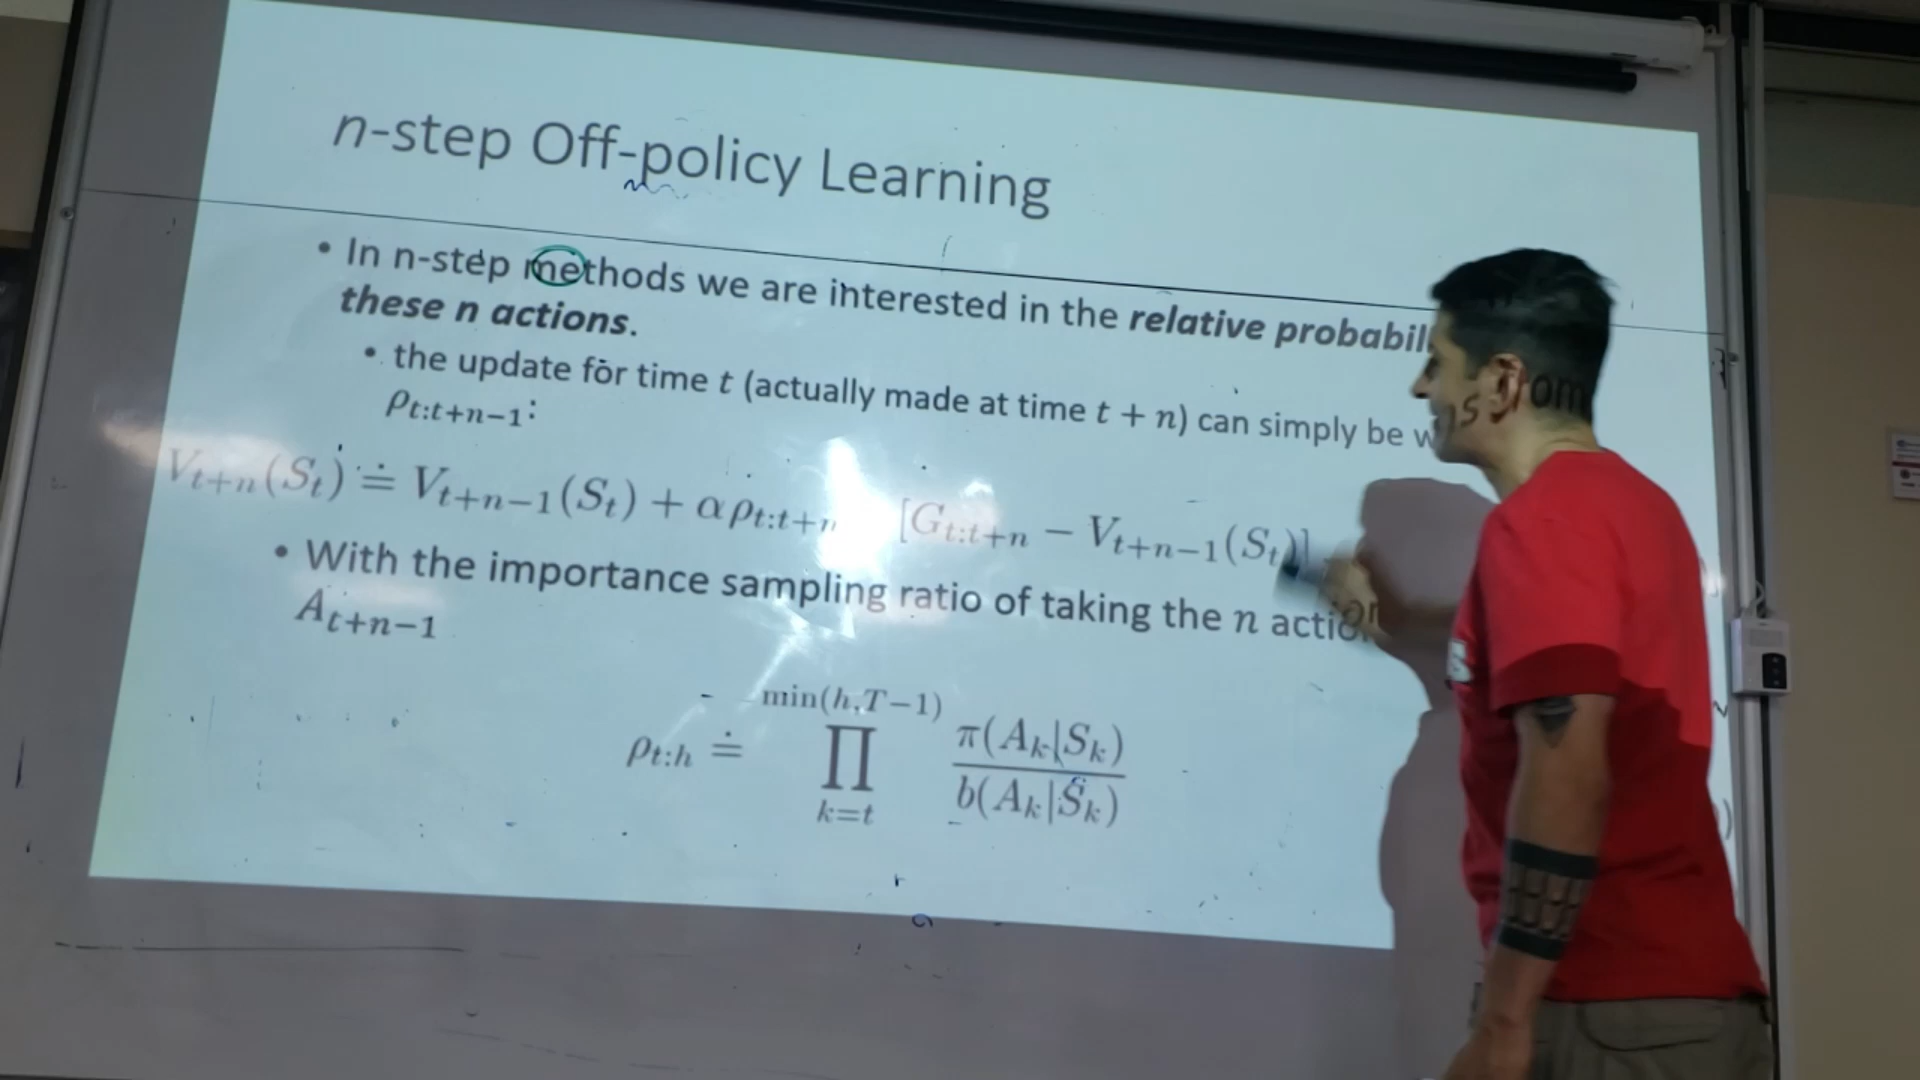 n-step Off-policy Learning
• In n-step methods we are interested in the relative
these n actions.
• the update for time t (actually made at time t + n) can simply be
ρt:t+n−1:
Vt+n(St) ≐ Vt+n−1(St) + αρt:t+n [Gt:t+n − Vt+n−1(St)]
• With the importance sampling ratio of taking the n
At+n−1
min(h,T−1)
ρt:h ≐ ∏ π(Ak|Sk)
b(Ak|Sk)
k=t